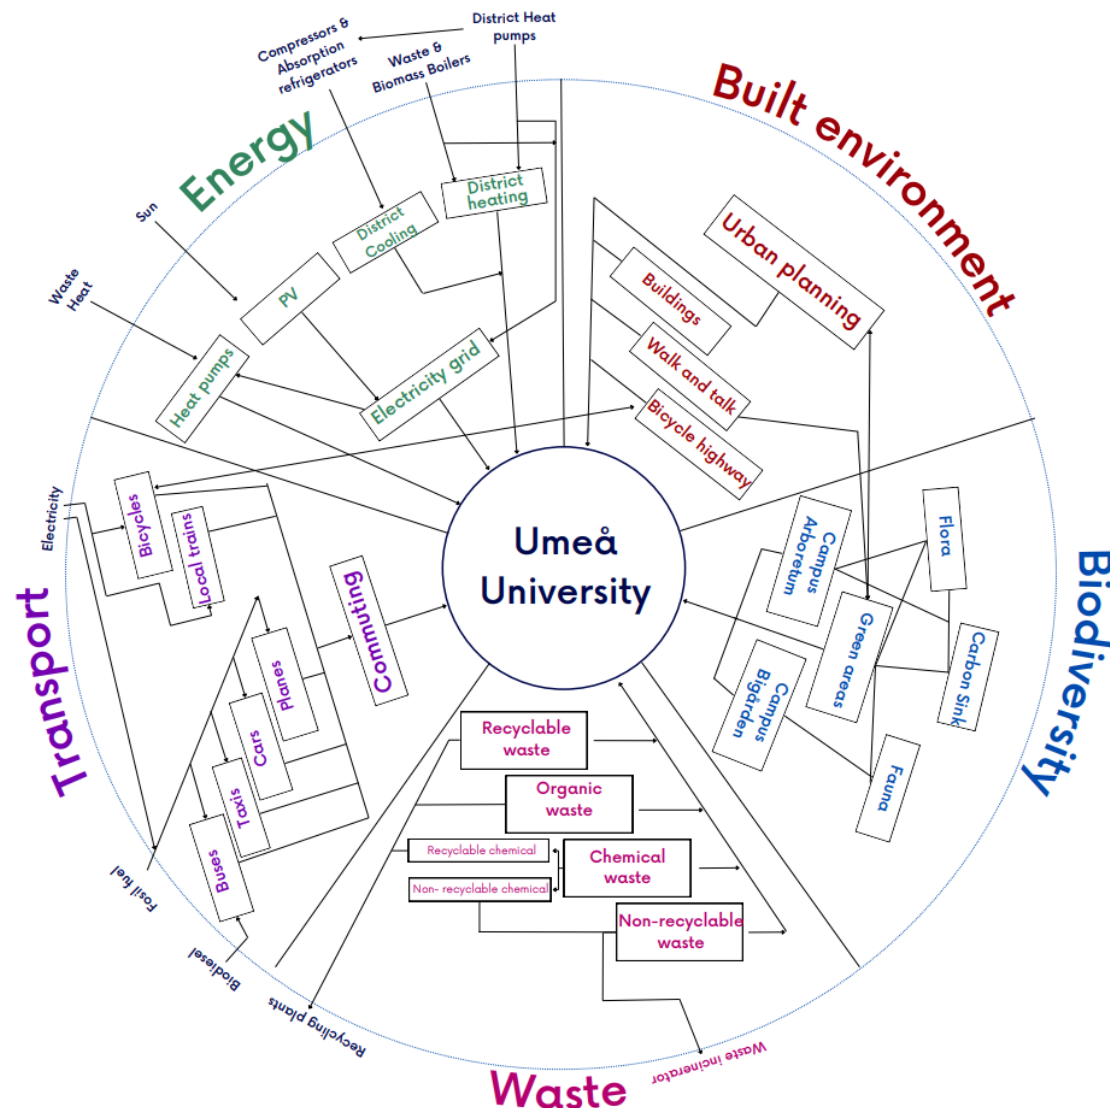 District Heat
pumps
Compressors &
Absorption
refrigerators
Waste &
Biomass Boilers
Energy
Sun
Waste
Heat
District
heating
District
Cooling
PV
Heat pumps
Electricity grid
Built environment
Urban planning
Buildings
Walk and talk
Bicycle highway
Umeå
University
Biodiversity
Flora
Campus
Arboretum
Green areas
Carbon Sink
Campus
Bigården
Fauna
Transport
Electricity
Bicycles
Local trains
Commuting
Planes
Cars
Taxis
Buses
Fosil fuel
Biodiesel
Recycling plants
Recyclable
waste
Organic
waste
Recyclable chemical
Chemical
waste
Non- recyclable chemical
Non-recyclable
waste
Waste incinerator
Waste